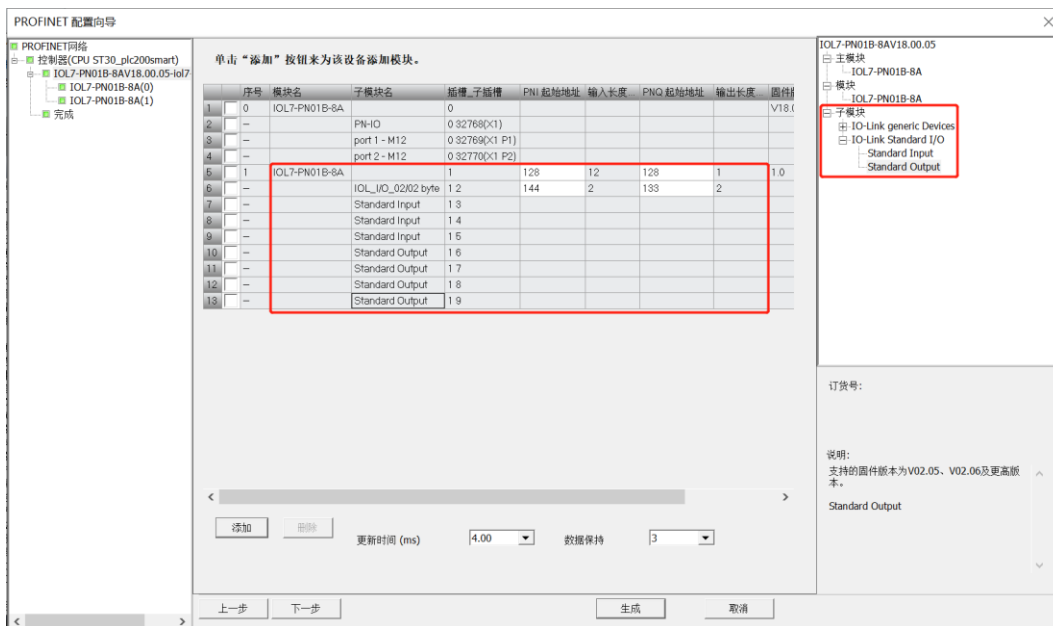 PROFINET 配置向导
PROFINET网络
控制器(CPU ST30_plc200smart)
IOL7-PN01B-8AV18.00.05-iol7-
IOL7-PN01B-8A(0)
IOL7-PN01B-8A(1)
完成
单击“添加”按钮来为该设备添加模块。
序号 模块名 子模块名 插槽_子插槽 PNI 起始地址 输入长度... PNQ 起始地址 输出长度... 固件
1 0 IOL7-PN01B-8A 0 V18.0
2 -- PN-IO 0 32768(X1)
3 -- port 1 - M12 0 32769(X1 P1)
4 -- port 2 - M12 0 32770(X1 P2)
5 1 IOL7-PN01B-8A 1 128 12 128 1 1.0
6 -- IOL_I/O_02/02 byte 1 2 144 2 133 2
7 -- Standard Input 1 3
8 -- Standard Input 1 4
9 -- Standard Input 1 5
10 -- Standard Output 1 6
11 -- Standard Output 1 7
12 -- Standard Output 1 8
13 -- Standard Output 1 9
添加 删除 更新时间 (ms) 4.00 数据保持 3
上一步 下一步 生成 取消
IOL7-PN01B-8AV18.00.05
主模块
IOL7-PN01B-8A
模块
IOL7-PN01B-8A
子模块
IO-Link generic Devices
IO-Link Standard I/O
Standard Input
Standard Output
订货号:
说明:
支持的固件版本为V02.05、V02.06及更高版
本。
Standard Output